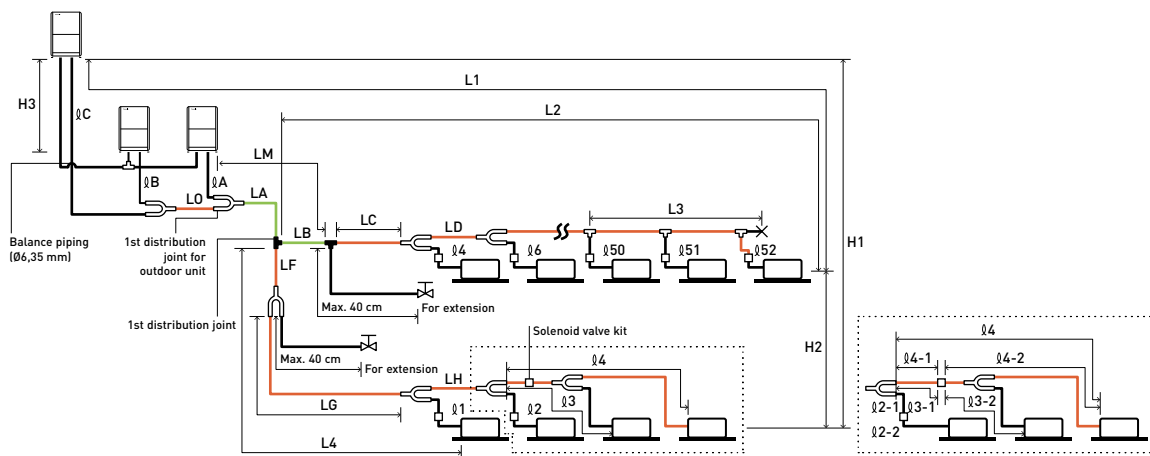 L1
H3
ℓC
L2
H1
LM
ℓB
ℓA
LA
LO
LC
L3
LB
LD
ℓ4
ℓ6
ℓ50
ℓ51
ℓ52
Balance piping
(Ø6,35 mm)
1st distribution
joint for
outdoor unit
LF
Max. 40 cm
For extension
1st distribution joint
H2
Solenoid valve kit
Max. 40 cm
For extension
ℓ4
LH
ℓ3
LG
ℓ1
ℓ2
L4
ℓ4
ℓ4-1
ℓ4-2
ℓ2-1
ℓ3-1
ℓ3-2
ℓ2-2